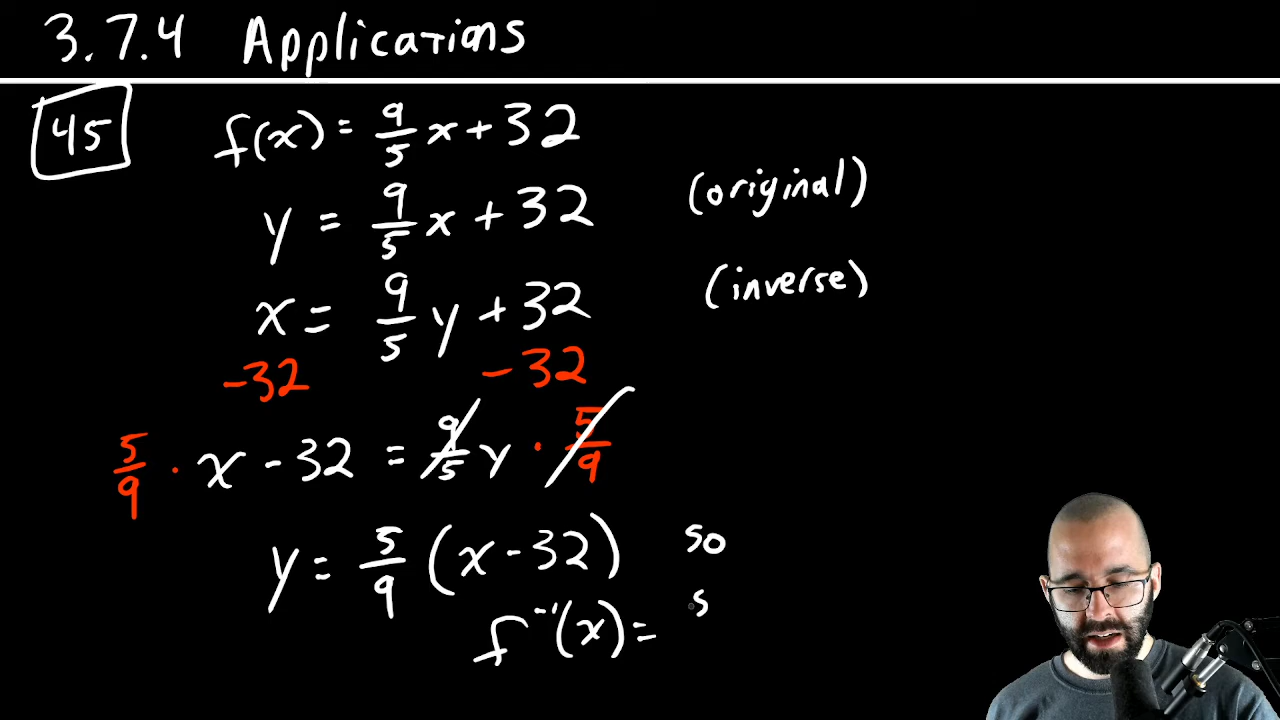 3.7.4 Applications
45 f(x) = 9/5 x + 32
y = 9/5 x + 32 (original)
x = 9/5 y + 32 (inverse)
-32 -32
5/9 · x - 32 = 9/5 y · 5/9
y = 5/9 (x - 32) so
f⁻¹(x) = 5